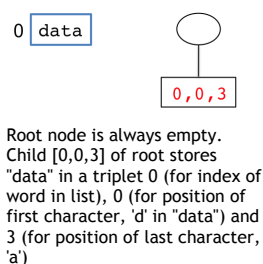 0 data
0,0,3
Root node is always empty.
Child [0,0,3] of root stores
"data" in a triplet 0 (for index of
word in list), 0 (for position of
first character, 'd' in "data") and
3 (for position of last character,
'a')